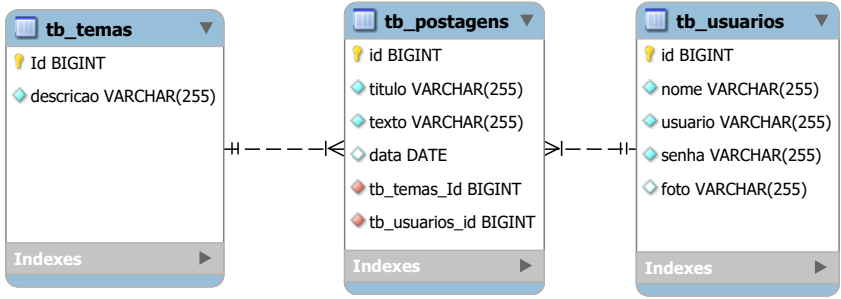 tb_temas
Id BIGINT
descricao VARCHAR(255)
Indexes
tb_postagens
id BIGINT
titulo VARCHAR(255)
texto VARCHAR(255)
data DATE
tb_temas_Id BIGINT
tb_usuarios_id BIGINT
Indexes
tb_usuarios
id BIGINT
nome VARCHAR(255)
usuario VARCHAR(255)
senha VARCHAR(255)
foto VARCHAR(255)
Indexes